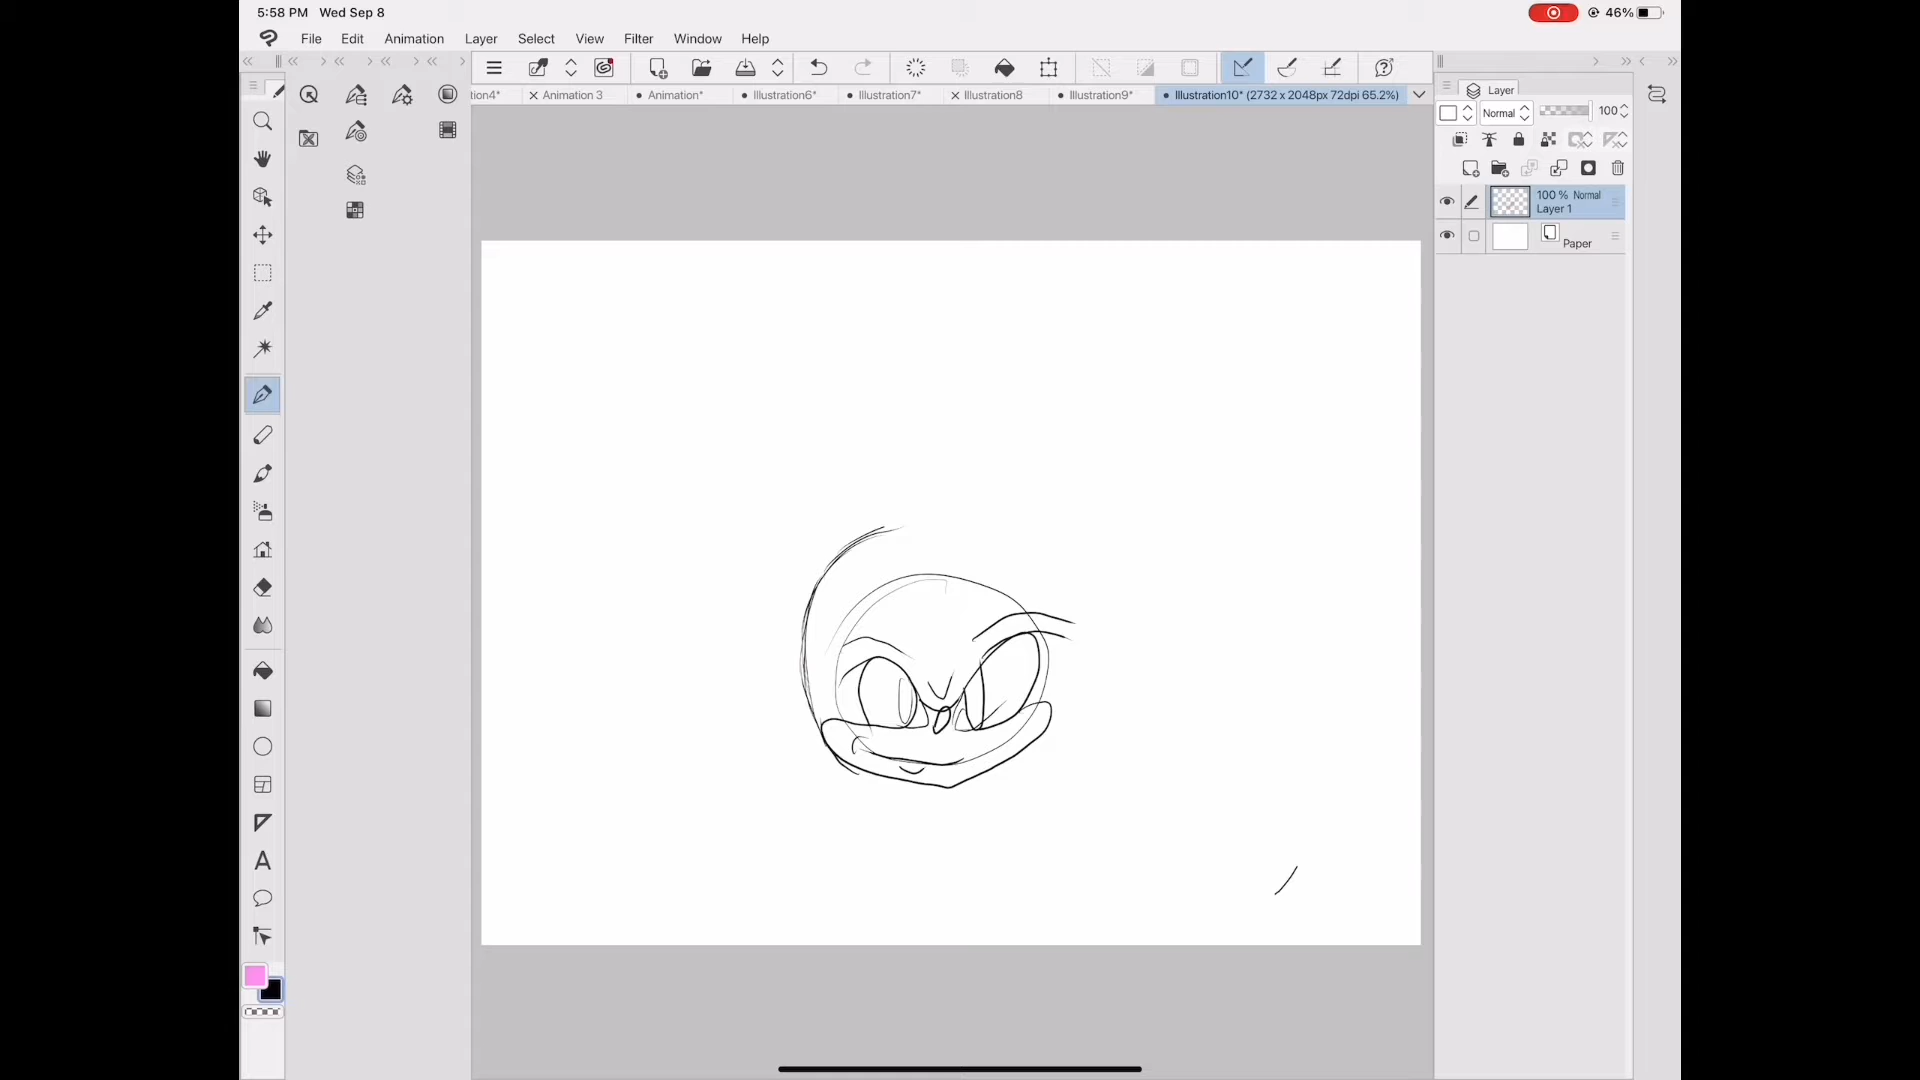 5:58 PM Wed Sep 8
46%
File Edit Animation Layer Select View Filter Window Help
tion4* Animation 3 Animation* Illustration6* Illustration7* Illustration8 Illustration9* Illustration10* (2732 x 2048px 72dpi 65.2%)
Layer
Normal 100
100 % Normal
Layer 1
Paper